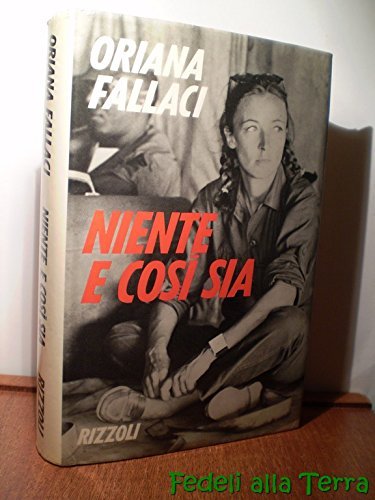 ORIANA FALLACI NIENTE E COSÌ SIA RIZZOLI
ORIANA
FALLACI
NIENTE
E COSÌ SIA
RIZZOLI
Fedeli alla Terra